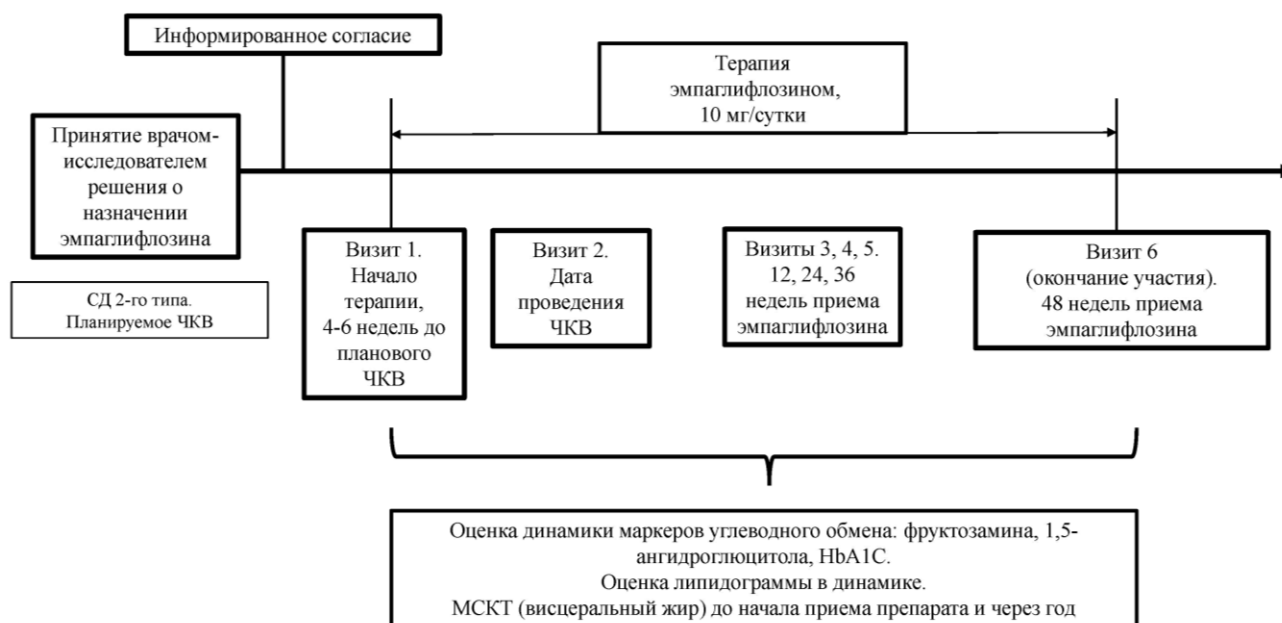 Информированное согласие
Терапия
эмпаглифлозином,
10 мг/сутки
Принятие врачом-
исследователем
решения о
назначении
эмпаглифлозина
СД 2-го типа.
Планируемое ЧКВ
Визит 1.
Начало
терапии,
4-6 недель до
планового
ЧКВ
Визит 2.
Дата
проведения
ЧКВ
Визиты 3, 4, 5.
12, 24, 36
недель приема
эмпаглифлозина
Визит 6
(окончание участия).
48 недель приема
эмпаглифлозина
Оценка динамики маркеров углеводного обмена: фруктозамина, 1,5-
ангидроглюцитола, HbA1C.
Оценка липидограммы в динамике.
МСКТ (висцеральный жир) до начала приема препарата и через год